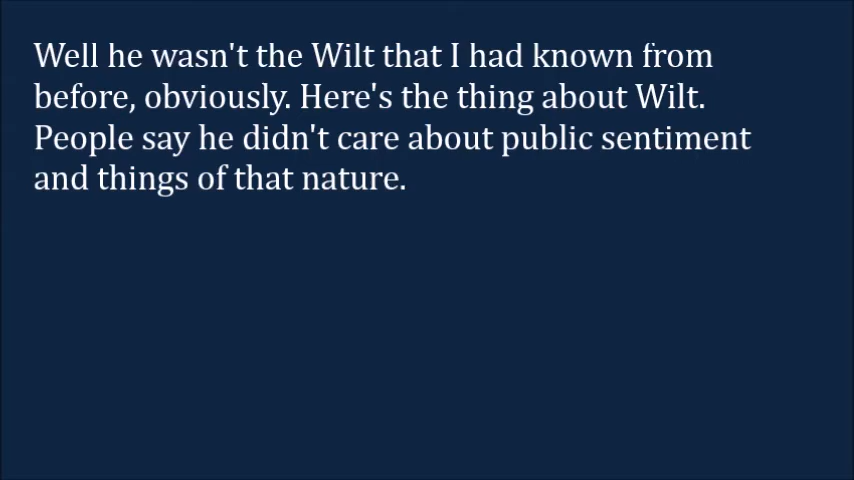 Well he wasn't the Wilt that I had known from
before, obviously. Here's the thing about Wilt.
People say he didn't care about public sentiment
and things of that nature.